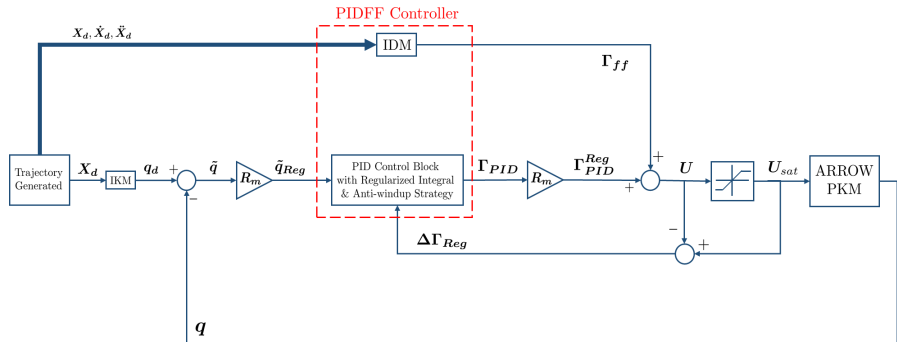 PIDFF Controller
X_d, Ẋ_d, Ẍ_d
IDM
Γ_ff
Trajectory
Generated
X_d
IKM
q_d
+
−
q̃
R_m
q̃_Reg
PID Control Block
with Regularized Integral
& Anti-windup Strategy
Γ_PID
R_m
Γ_PID^Reg
+
+
U
U_sat
ARROW
PKM
−
+
ΔΓ_Reg
q